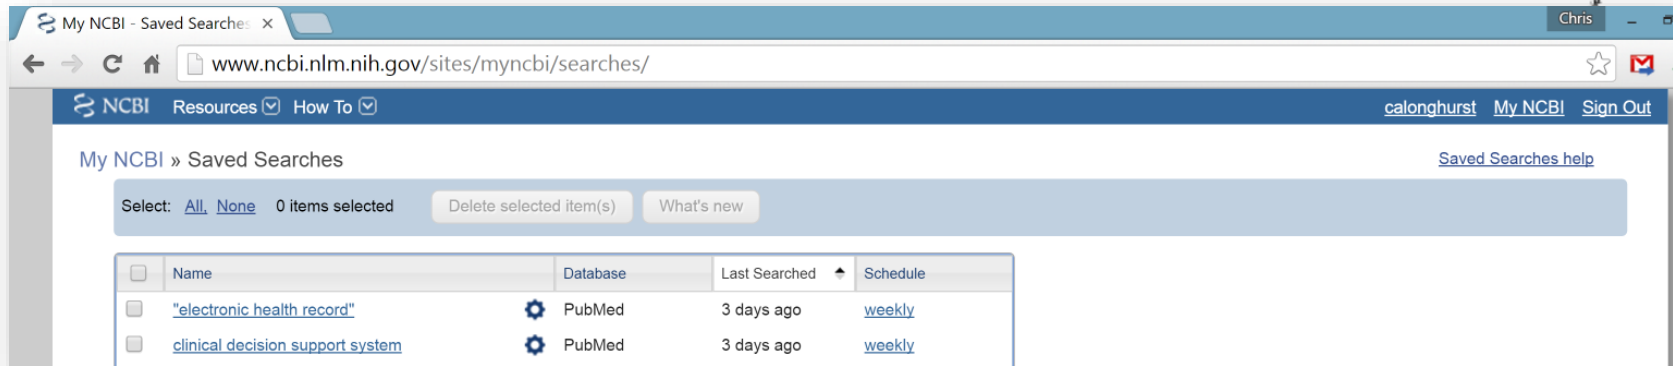 My NCBI - Saved Searches ×
Chris
www.ncbi.nlm.nih.gov/sites/myncbi/searches/
NCBI Resources How To calonghurst My NCBI Sign Out
My NCBI » Saved Searches Saved Searches help
Select: All, None 0 items selected Delete selected item(s) What's new
Name Database Last Searched Schedule
"electronic health record" PubMed 3 days ago weekly
clinical decision support system PubMed 3 days ago weekly